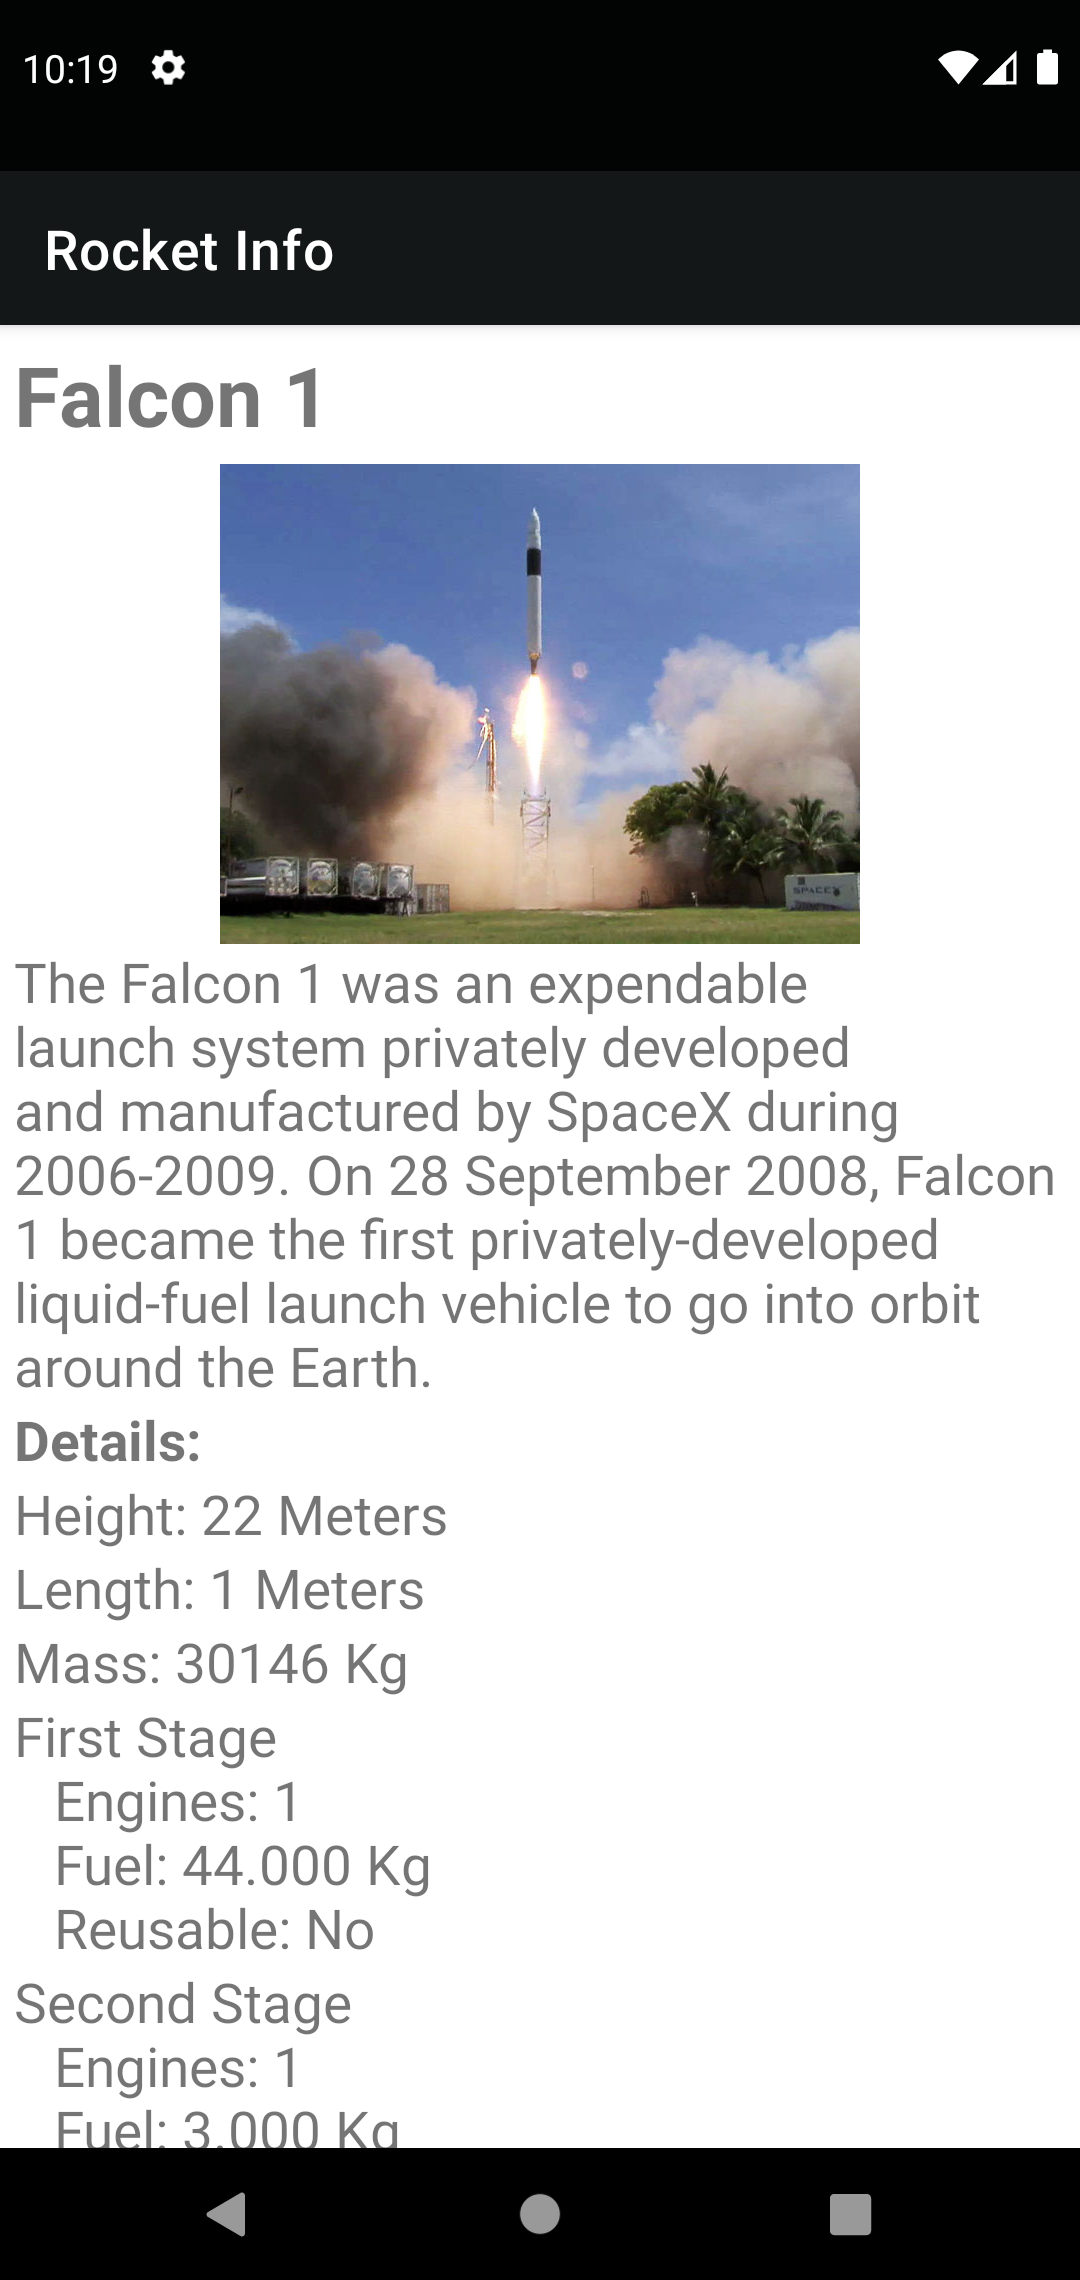 10:19
Rocket Info
Falcon 1
SPACEX
The Falcon 1 was an expendable
launch system privately developed
and manufactured by SpaceX during
2006-2009. On 28 September 2008, Falcon
1 became the first privately-developed
liquid-fuel launch vehicle to go into orbit
around the Earth.
Details:
Height: 22 Meters
Length: 1 Meters
Mass: 30146 Kg
First Stage
Engines: 1
Fuel: 44.000 Kg
Reusable: No
Second Stage
Engines: 1
Fuel: 3.000 Kg